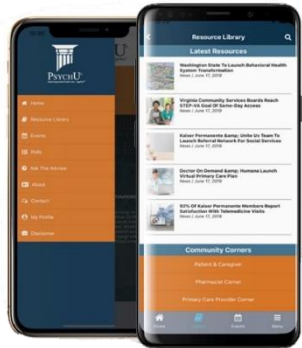 PSYCHU
Home
Resource Library
Events
Polls
Ask The Advisor
About
Contact
My Profile
Disclaimer
Resource Library
Latest Resources
Washington State To Launch Behavioral Health
System Transformation
News / June 17, 2019
Virginia Community Services Boards Reach
STEP-VA Goal Of Same-Day Access
News / June 17, 2019
Kaiser Permanente &amp; Unite Us Team To
Launch Referral Network For Social Services
News / June 17, 2019
Doctor On Demand &amp; Humana Launch
Virtual Primary Care Plan
News / June 17, 2019
92% Of Kaiser Permanente Members Report
Satisfaction With Telemedicine Visits
News / June 17, 2019
Community Corners
Patient & Caregiver
Pharmacist Corner
Primary Care Provider Corner
Home
Events
Menu